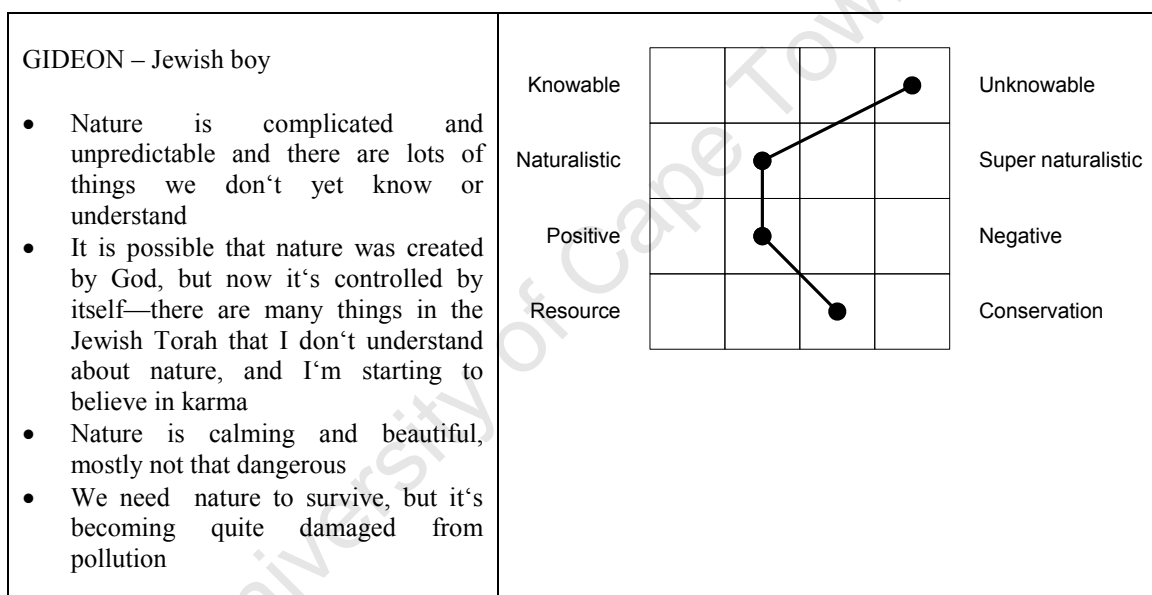 GIDEON – Jewish boy
• Nature is complicated and
unpredictable and there are lots of
things we don‘t yet know or
understand
• It is possible that nature was created
by God, but now it‘s controlled by
itself—there are many things in the
Jewish Torah that I don‘t understand
about nature, and I‘m starting to
believe in karma
• Nature is calming and beautiful,
mostly not that dangerous
• We need nature to survive, but it‘s
becoming quite damaged from
pollution
Knowable Unknowable
Naturalistic Super naturalistic
Positive Negative
Resource Conservation
University of Cape Tow